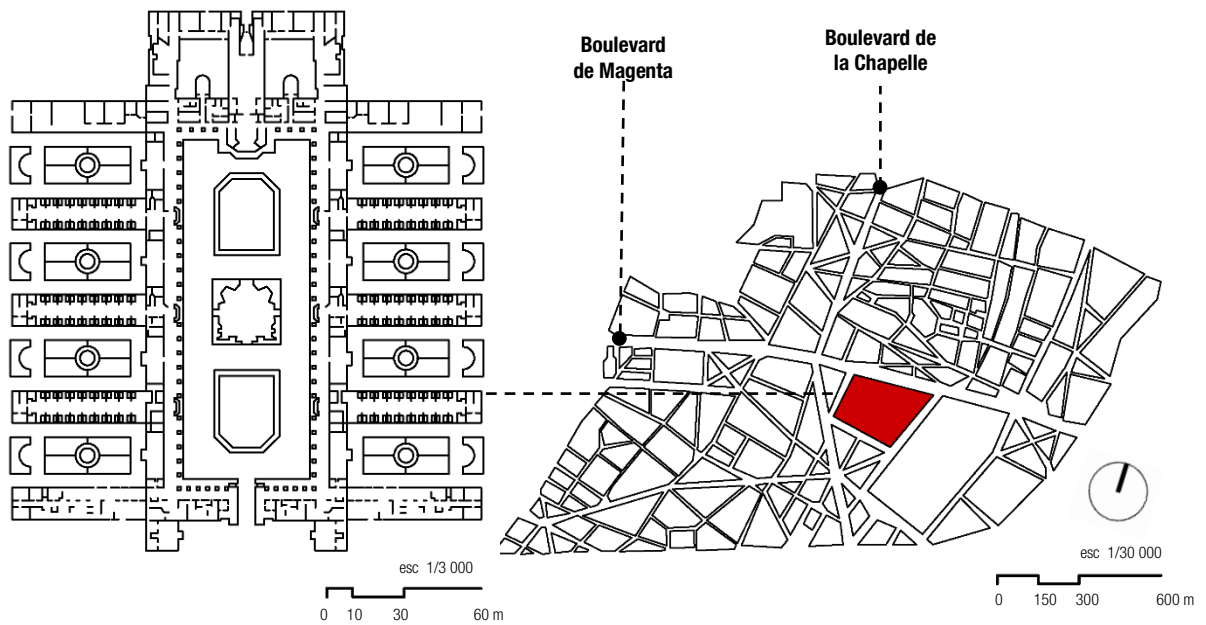 Boulevard
de Magenta
Boulevard de
la Chapelle
esc 1/3 000
0 10 30 60 m
esc 1/30 000
0 150 300 600 m